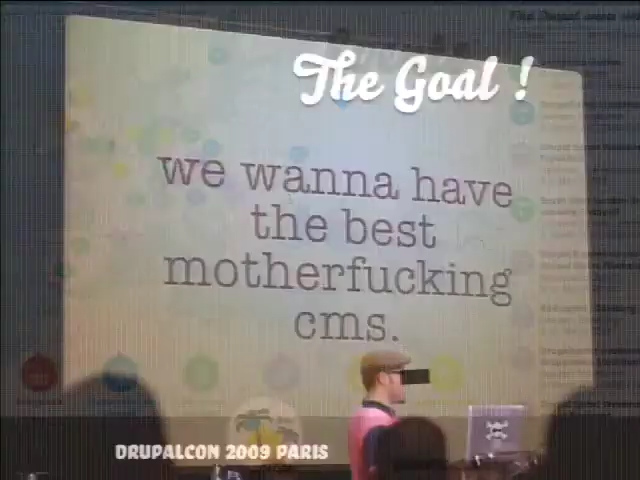 The Goal !
we wanna have
the best
motherfucking
cms.
DRUPALCON 2009 PARIS